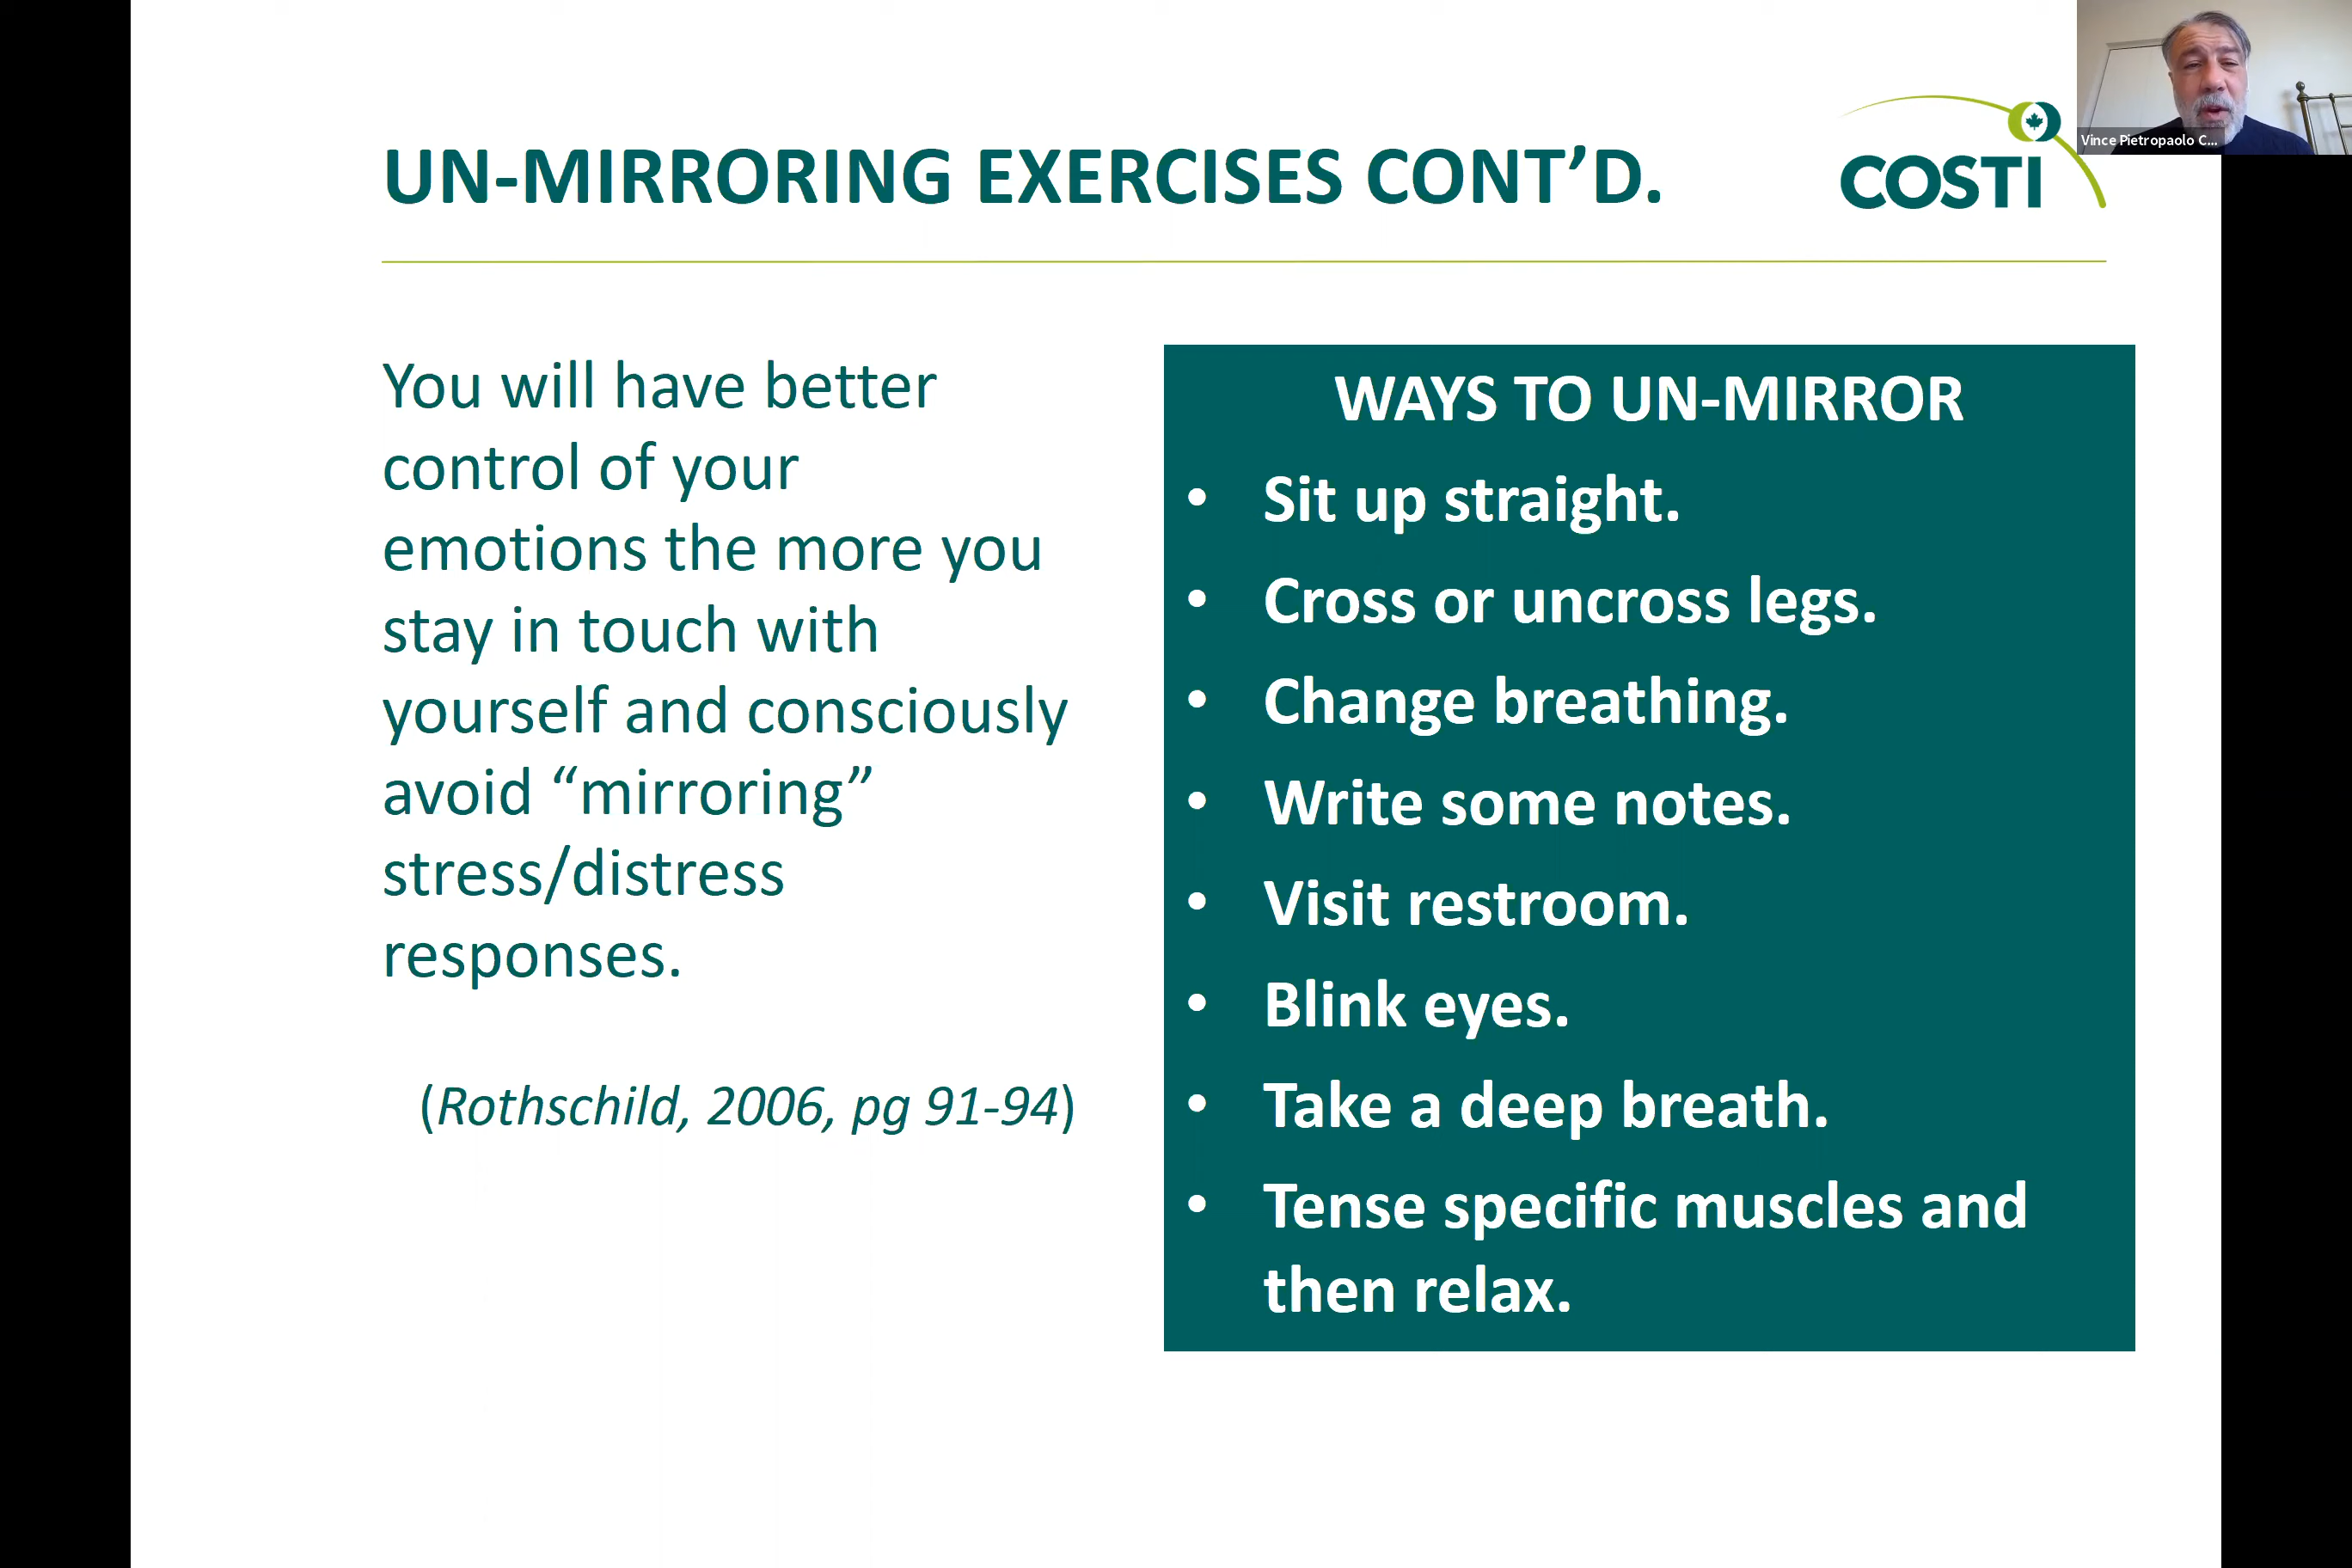 UN-MIRRORING EXERCISES CONT’D.
COSTI
Vince Pietropaolo C...
You will have better
control of your
emotions the more you
stay in touch with
yourself and consciously
avoid “mirroring”
stress/distress
responses.
(Rothschild, 2006, pg 91-94)
WAYS TO UN-MIRROR
• Sit up straight.
• Cross or uncross legs.
• Change breathing.
• Write some notes.
• Visit restroom.
• Blink eyes.
• Take a deep breath.
• Tense specific muscles and
then relax.